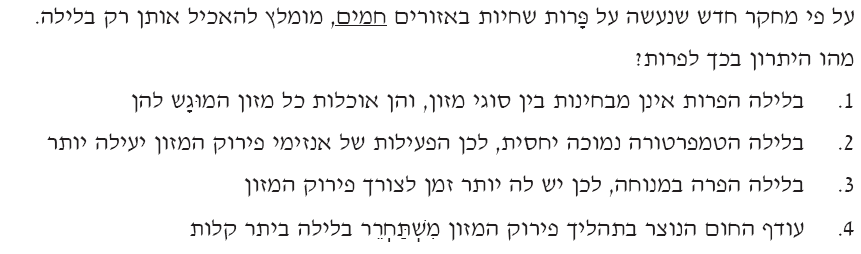 על פי מחקר חדש שנעשה על פָּרות שחיות באזורים חמים, מומלץ להאכיל אותן רק בלילה.
מהו היתרון בכך לפרות?
1. בלילה הפרות אינן מבחינות בין סוגי מזון, והן אוכלות כל מזון המוּגָש להן
2. בלילה הטמפרטורה נמוכה יחסית, לכן הפעילות של אנזימי פירוק המזון יעילה יותר
3. בלילה הפרה במנוחה, לכן יש לה יותר זמן לצורך פירוק המזון
4. עודף החום הנוצר בתהליך פירוק המזון מִשְׁתַּחְרֵר בלילה ביתר קלות